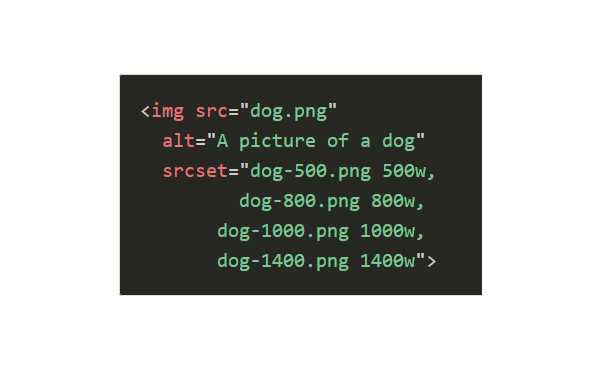 <img src="dog.png"
alt="A picture of a dog"
srcset="dog-500.png 500w,
dog-800.png 800w,
dog-1000.png 1000w,
dog-1400.png 1400w">